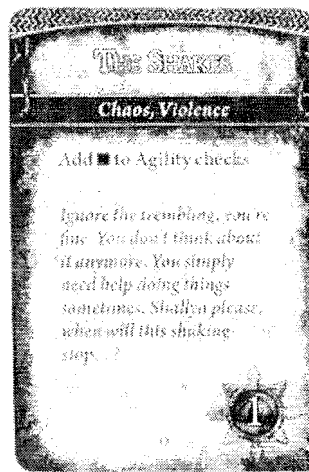 The Shakes
Chaos, Violence
Add ■ to Agility checks
Ignore the trembling, you're
fine. You don't think about
it anymore. You simply
need help doing things
sometimes. Shallya please,
when will this shaking
stop...?
1